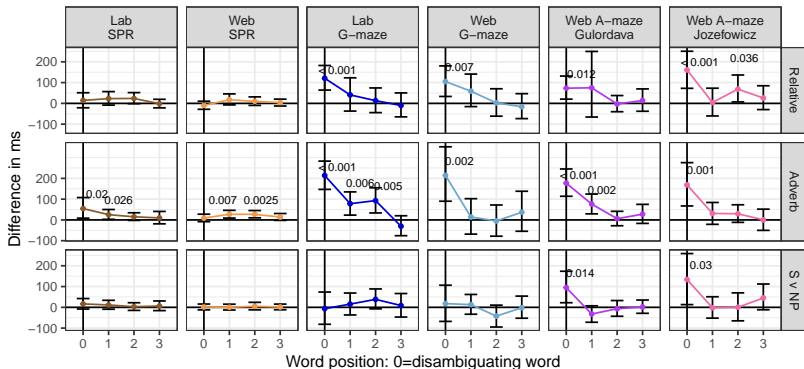 Lab SPR
Web SPR
Lab G-maze
Web G-maze
Web A-maze Gulordava
Web A-maze Jozefowicz
200
100
0
−100
< 0.001
0.007
0.012
< 0.001
0.036
Relative
Difference in ms
200
100
0
−100
0.02
0.026
0.007
0.0025
< 0.001
0.006
0.005
0.002
< 0.001
0.002
0.001
Adverb
200
100
0
−100
0.014
0.03
S v NP
0 1 2 3
0 1 2 3
0 1 2 3
0 1 2 3
0 1 2 3
0 1 2 3
Word position: 0=disambiguating word